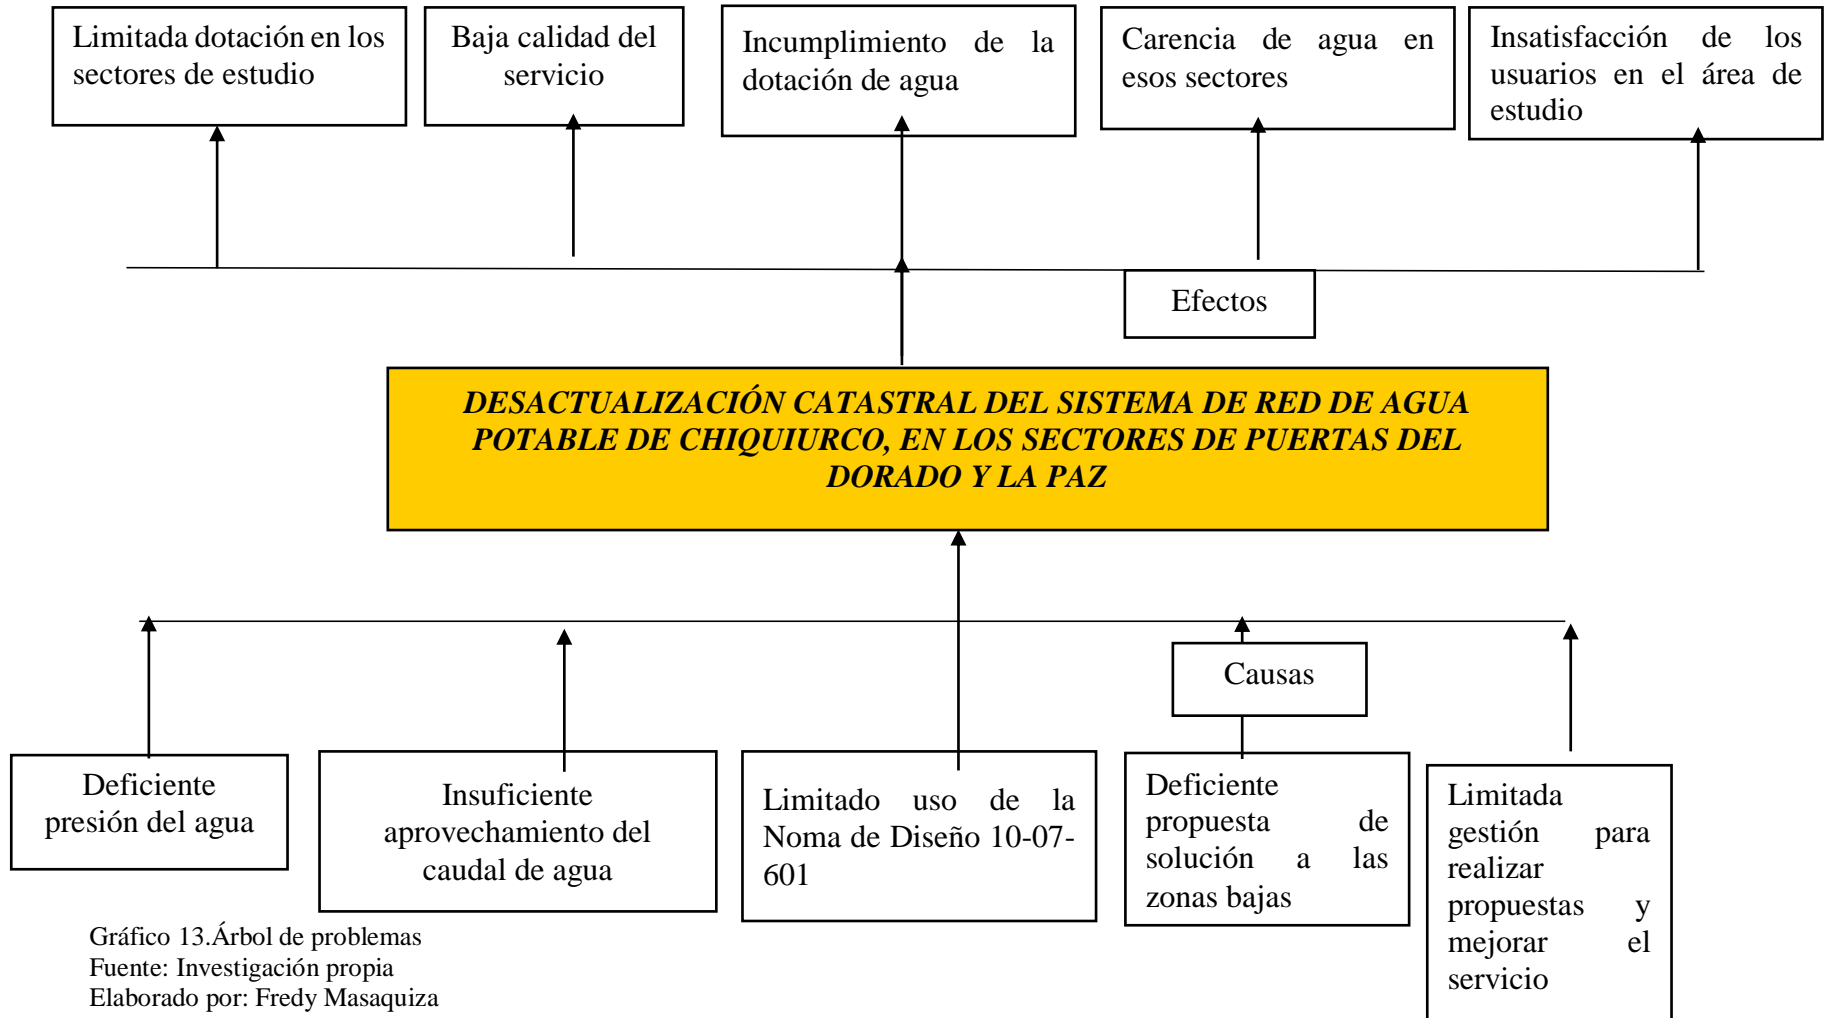 Limitada dotación en los
sectores de estudio
Baja calidad del
servicio
Incumplimiento de la
dotación de agua
Carencia de agua en
esos sectores
Insatisfacción de los
usuarios en el área de
estudio
Efectos
DESACTUALIZACIÓN CATASTRAL DEL SISTEMA DE RED DE AGUA
POTABLE DE CHIQUIURCO, EN LOS SECTORES DE PUERTAS DEL
DORADO Y LA PAZ
Causas
Deficiente
presión del agua
Insuficiente
aprovechamiento del
caudal de agua
Limitado uso de la
Noma de Diseño 10-07-
601
Deficiente
propuesta de
solución a las
zonas bajas
Limitada
gestión para
realizar
propuestas y
mejorar el
servicio
Gráfico 13.Árbol de problemas
Fuente: Investigación propia
Elaborado por: Fredy Masaquiza